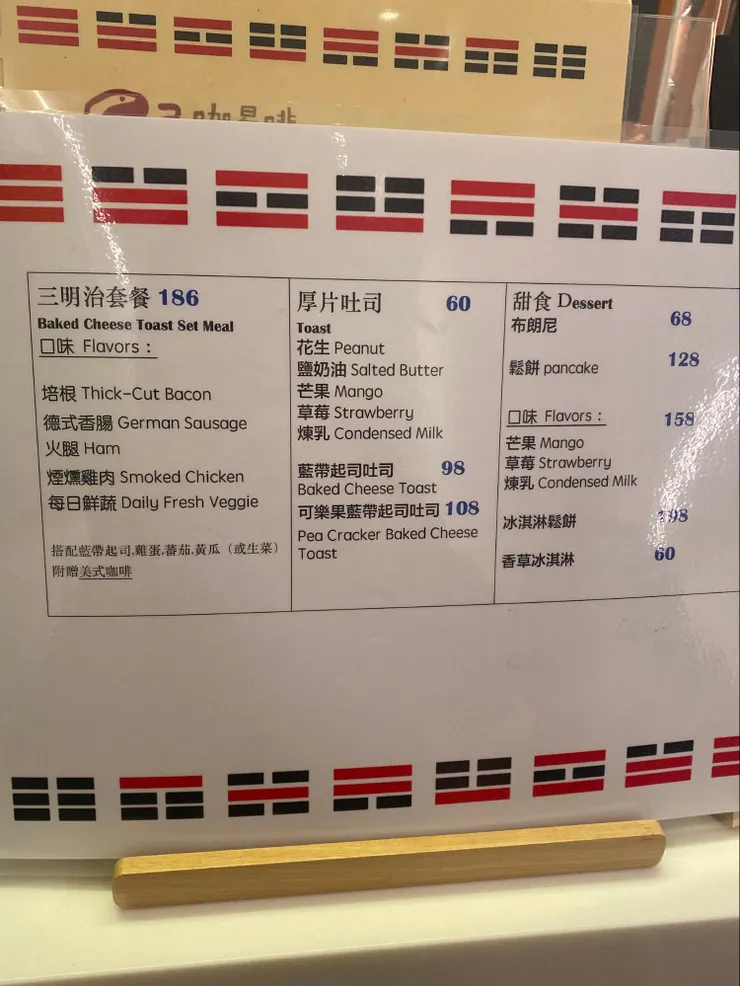 三明治套餐 186
Baked Cheese Toast Set Meal
口味 Flavors :
培根 Thick-Cut Bacon
德式香腸 German Sausage
火腿 Ham
煙燻雞肉 Smoked Chicken
每日鮮蔬 Daily Fresh Veggie
搭配藍帶起司,雞蛋,蕃茄,黃瓜（或生菜）
附贈美式咖啡
厚片吐司 60
Toast
花生 Peanut
鹽奶油 Salted Butter
芒果 Mango
草莓 Strawberry
煉乳 Condensed Milk
藍帶起司吐司 98
Baked Cheese Toast
可樂果藍帶起司吐司 108
Pea Cracker Baked Cheese
Toast
甜食 Dessert
布朗尼 68
鬆餅 pancake 128
口味 Flavors : 158
芒果 Mango
草莓 Strawberry
煉乳 Condensed Milk
冰淇淋鬆餅
香草冰淇淋 60